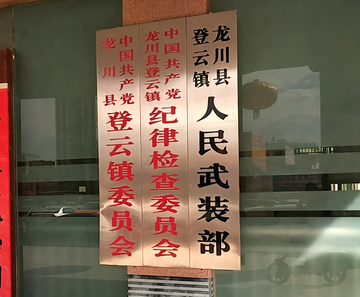 龙川县
登云镇
人民武装部
中国共产党
龙川县登云镇
纪律检查委员会
中国共产党
龙川县
登云镇委员会